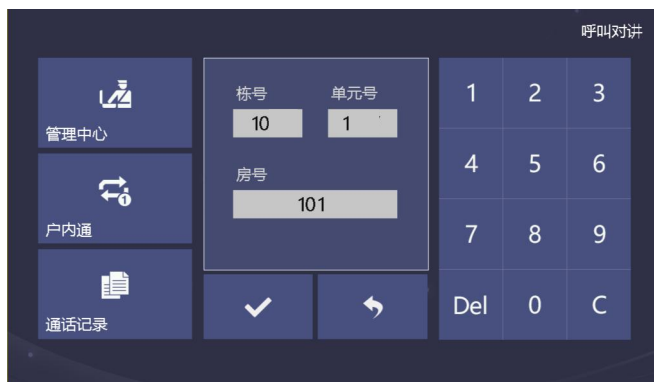 呼叫对讲
管理中心
户内通
通话记录
栋号 单元号
10 1
房号
101
1 2 3
4 5 6
7 8 9
Del 0 C